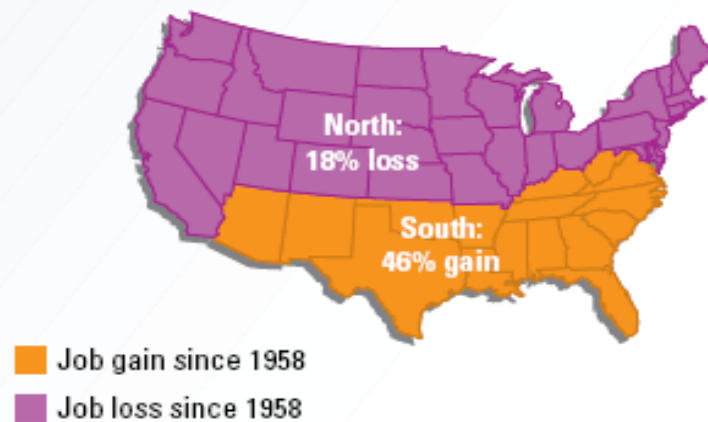 North:
18% loss
South:
46% gain
Job gain since 1958
Job loss since 1958